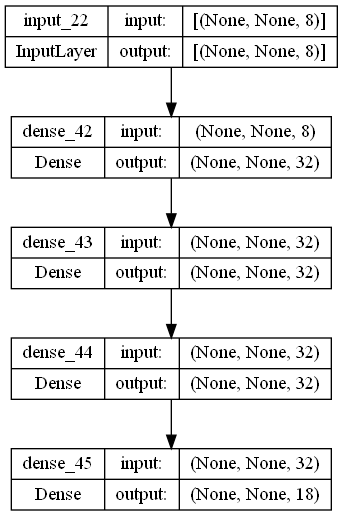 input_22 input: [(None, None, 8)]
InputLayer output: [(None, None, 8)]
dense_42 input: (None, None, 8)
Dense output: (None, None, 32)
dense_43 input: (None, None, 32)
Dense output: (None, None, 32)
dense_44 input: (None, None, 32)
Dense output: (None, None, 32)
dense_45 input: (None, None, 32)
Dense output: (None, None, 18)